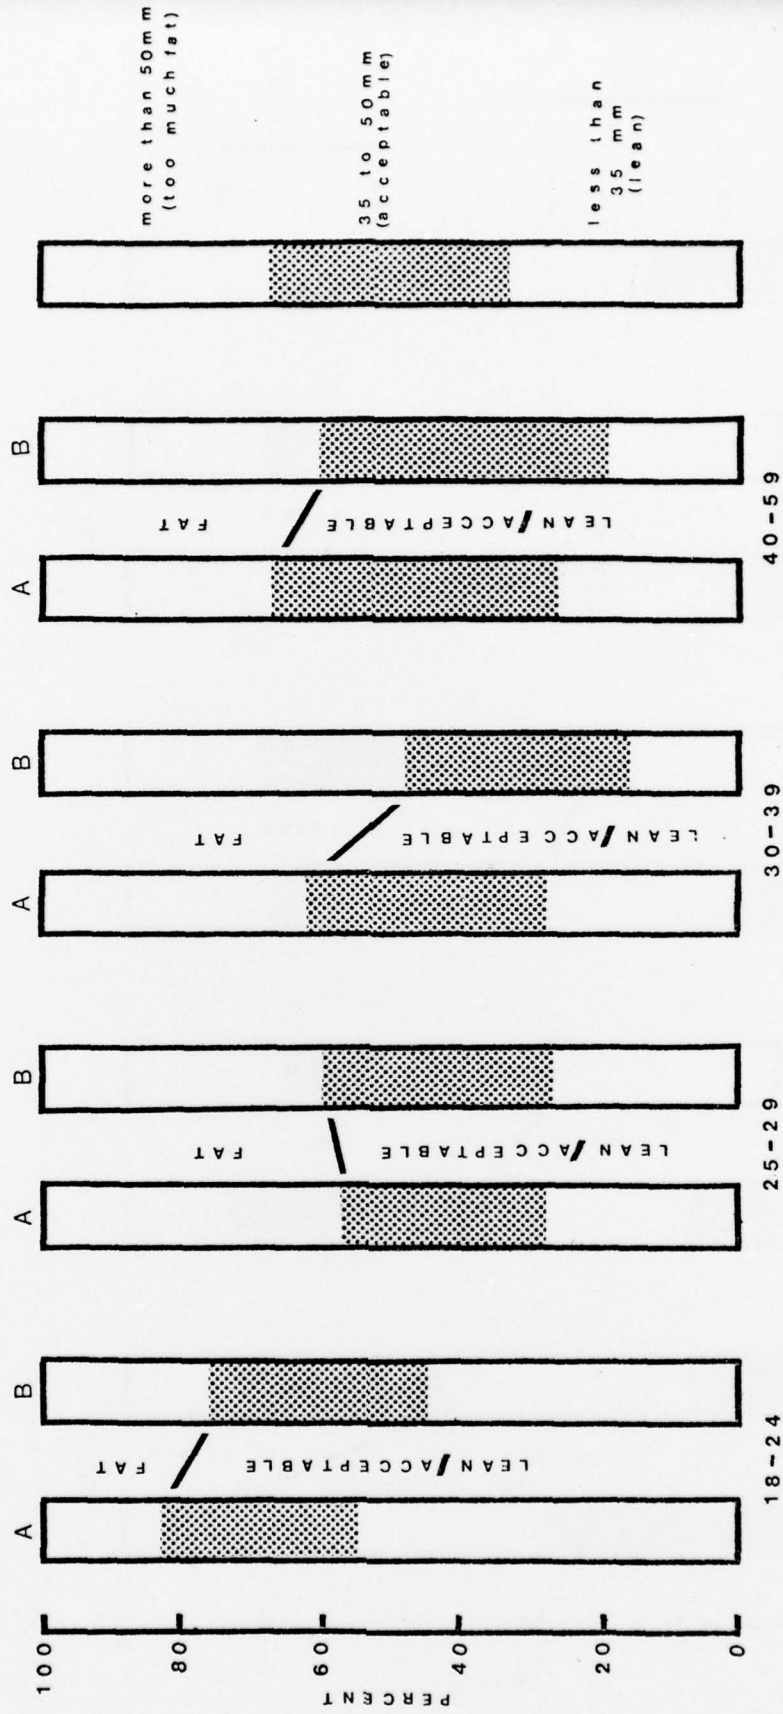 PERCENT
100
80
60
40
20
0
A
B
FAT
LEAN/ACCEPTABLE
18-24
A
B
FAT
LEAN/ACCEPTABLE
25-29
A
B
FAT
LEAN/ACCEPTABLE
30-39
A
B
FAT
LEAN/ACCEPTABLE
40-59
more than 50mm
(too much fat)
35 to 50mm
(acceptable)
less than
35 mm
(lean)